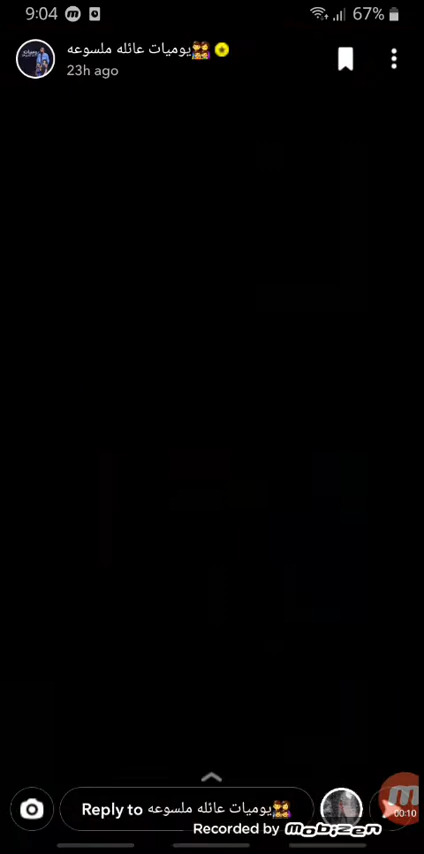 9:04 67%
يوميات عائله ملسوعه
23h ago
Reply to يوميات عائله ملسوعه
00:10
Recorded by Mobizen